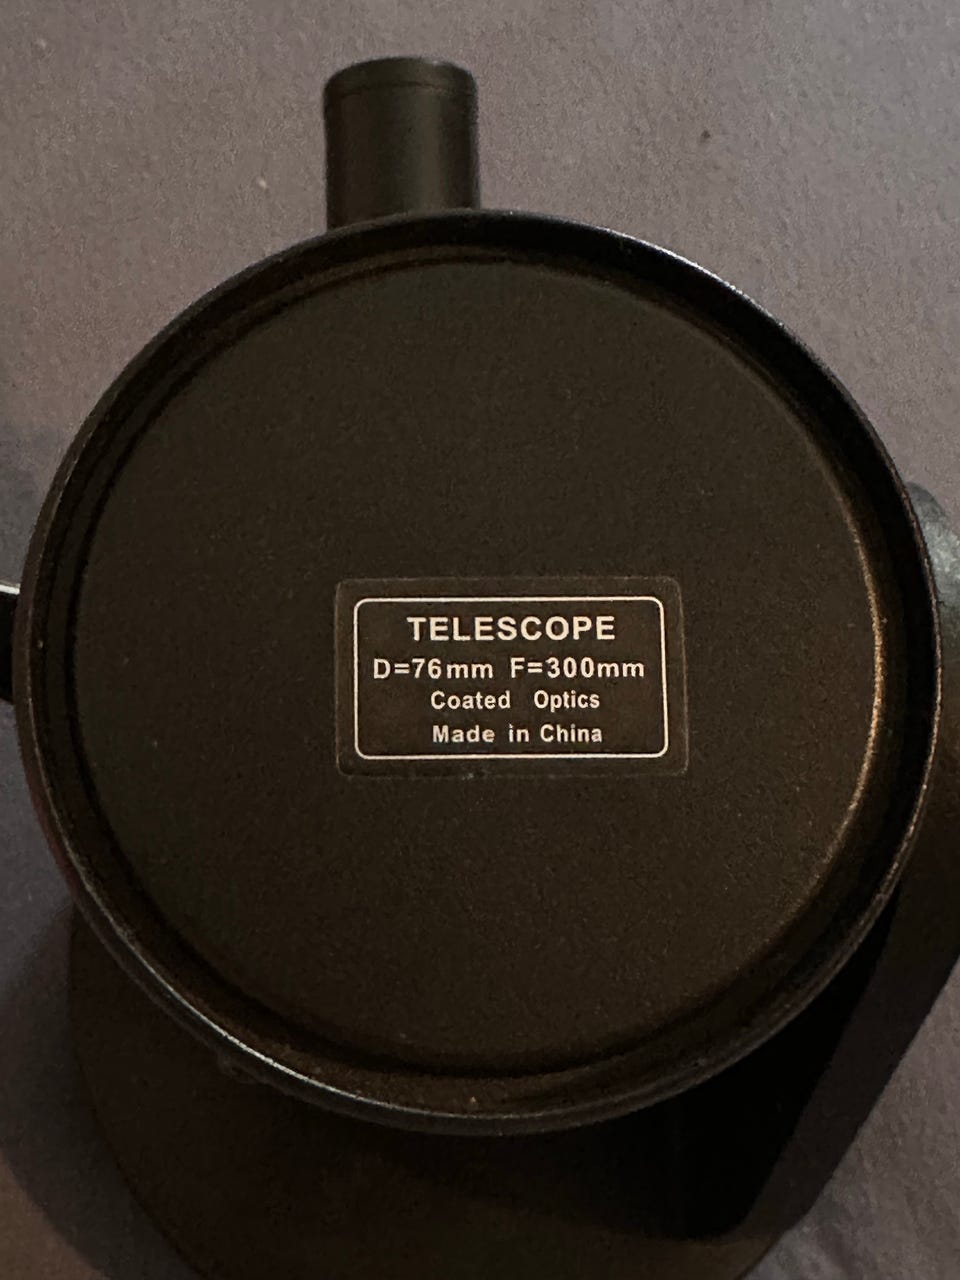 TELESCOPE
D=76mm F=300mm
Coated Optics
Made in China